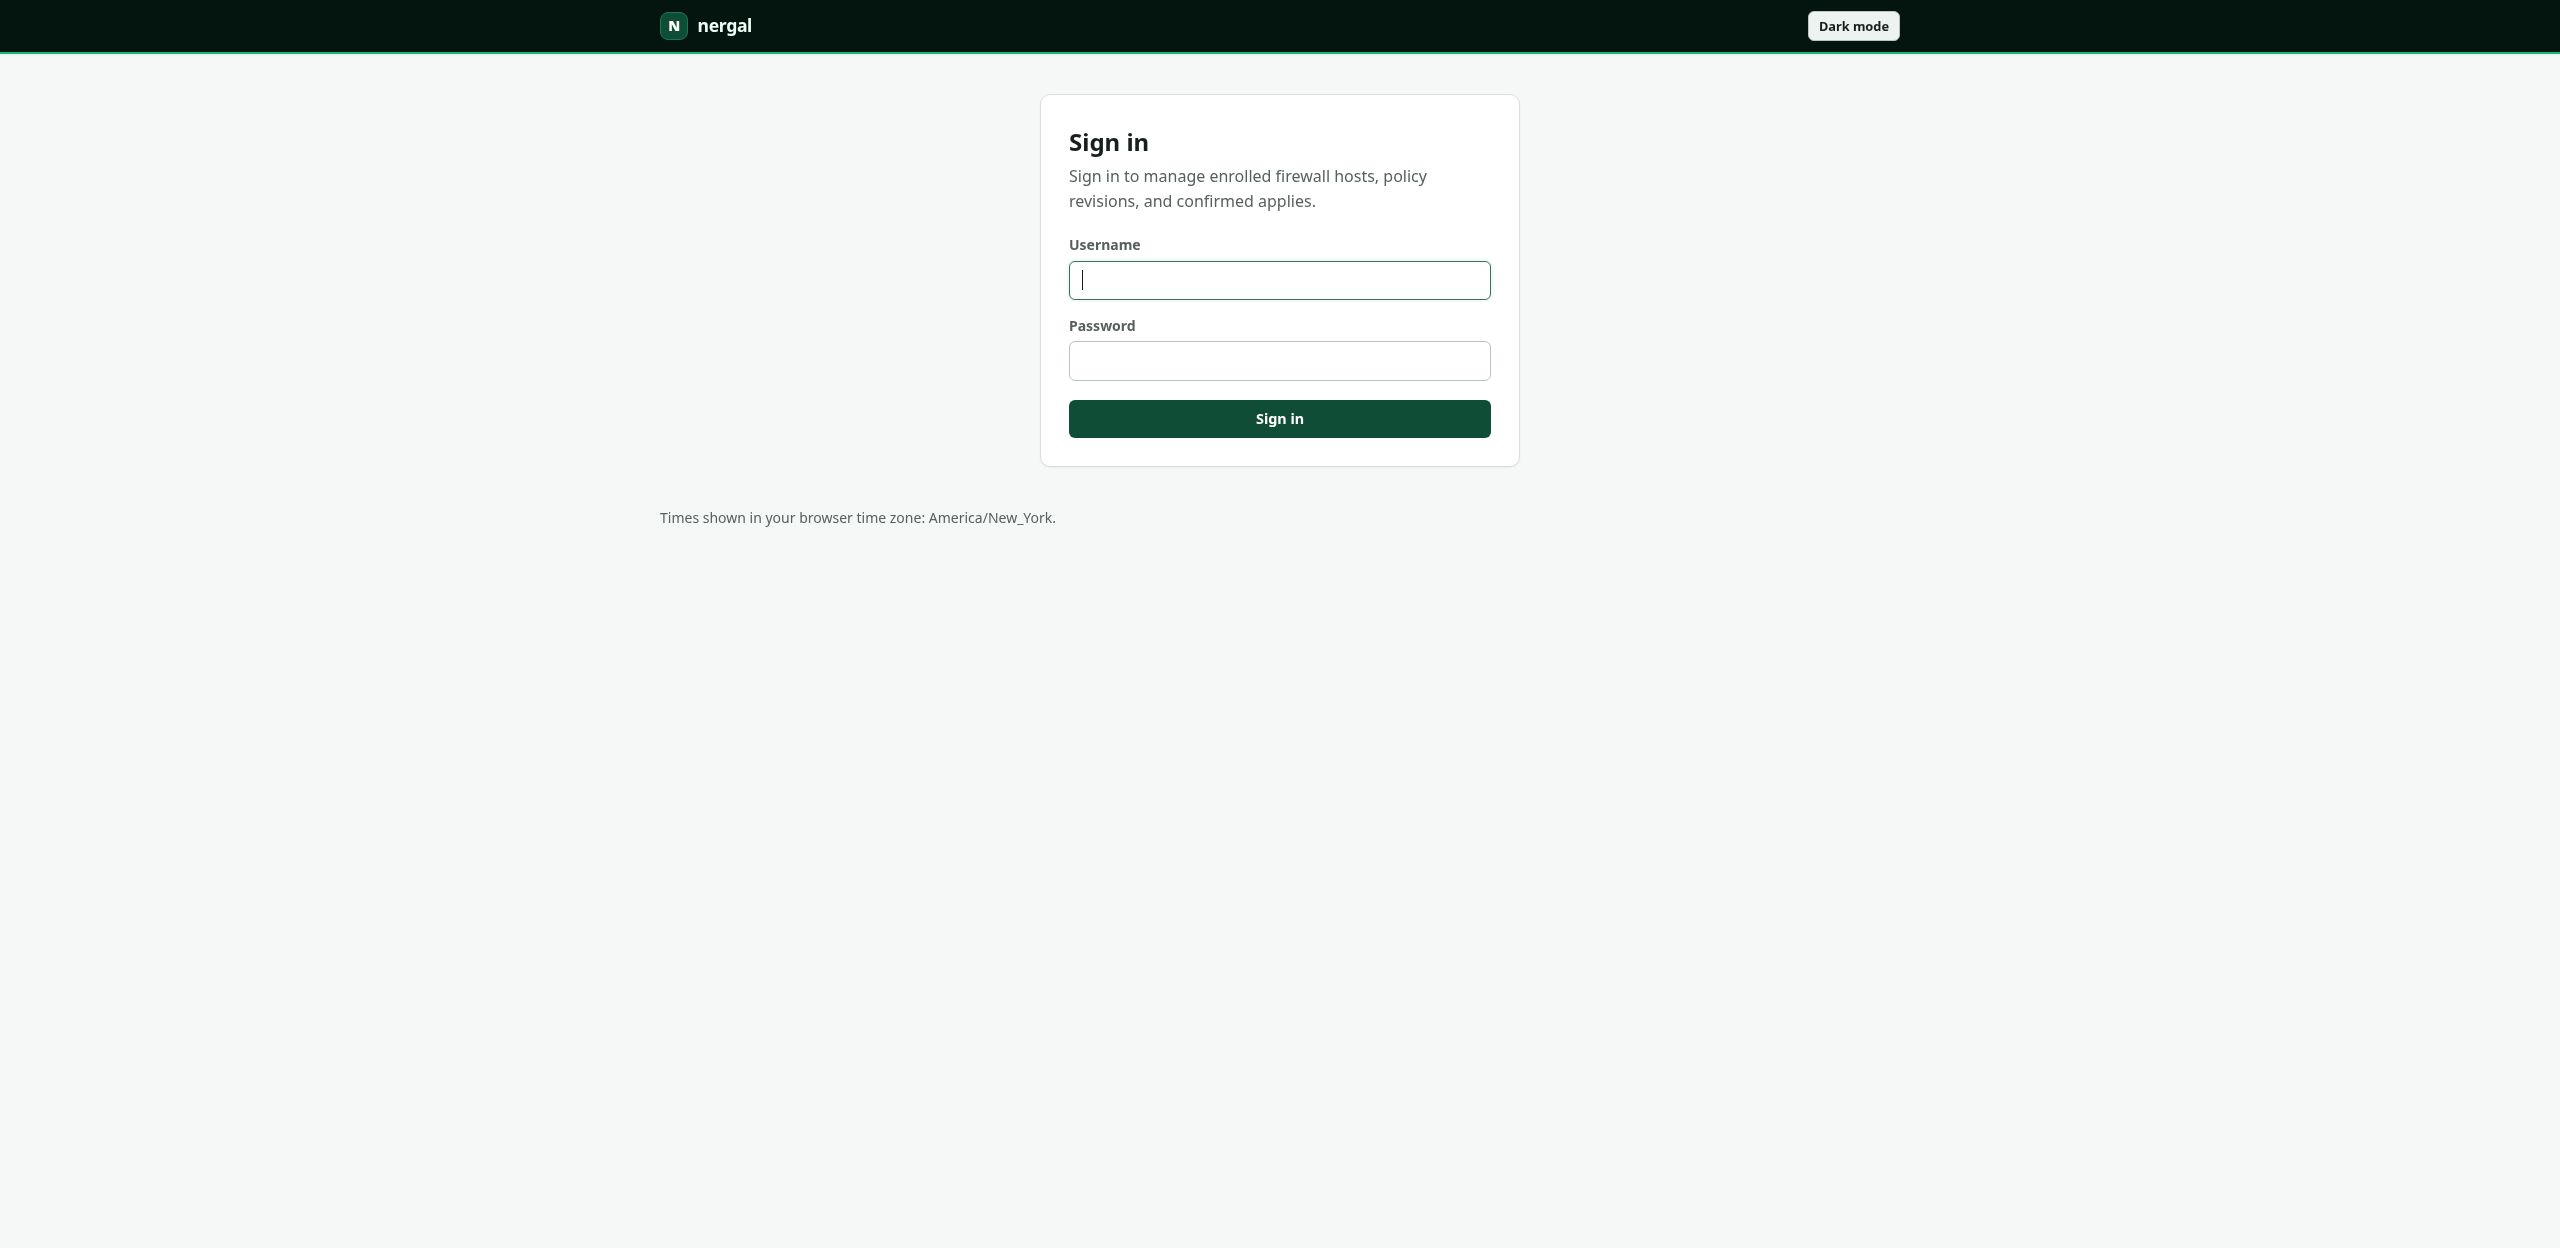 N nergal
Dark mode
Sign in
Sign in to manage enrolled firewall hosts, policy
revisions, and confirmed applies.
Username
Password
Sign in
Times shown in your browser time zone: America/New_York.